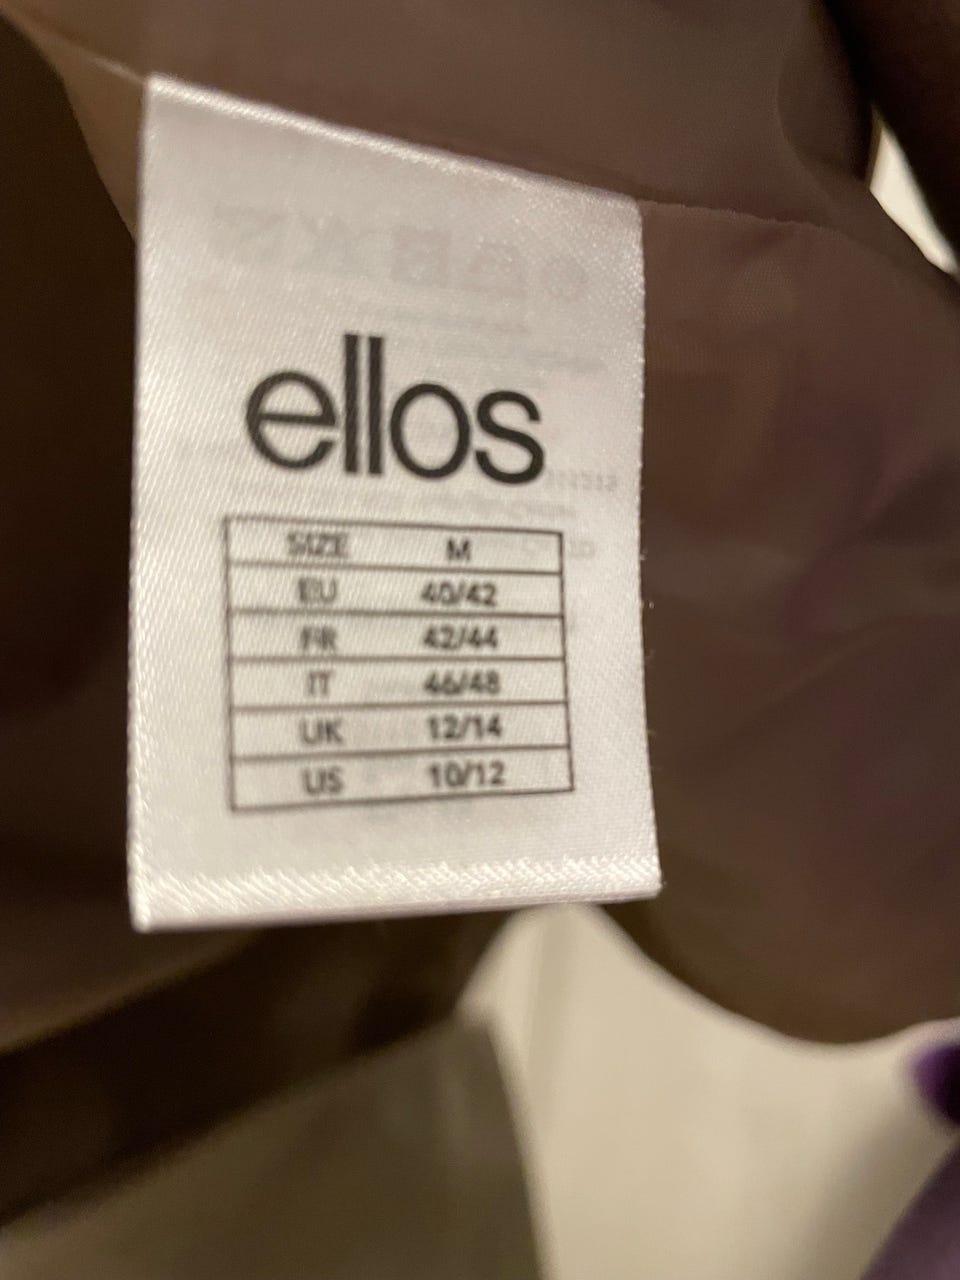 ellos
SIZE M
EU 40/42
FR 42/44
IT 46/48
UK 12/14
US 10/12